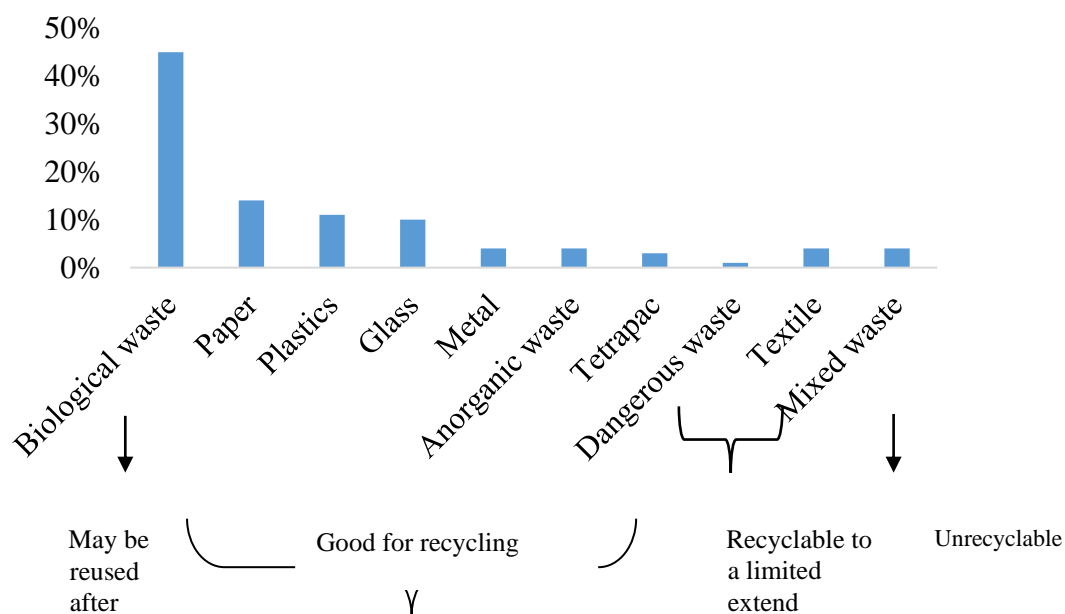 50%
40%
30%
20%
10%
0%
Biological waste
Paper
Plastics
Glass
Metal
Anorganic waste
Tetrapac
Dangerous waste
Textile
Mixed waste
May be
reused
after
Good for recycling
Recyclable to
a limited
extend
Unrecyclable